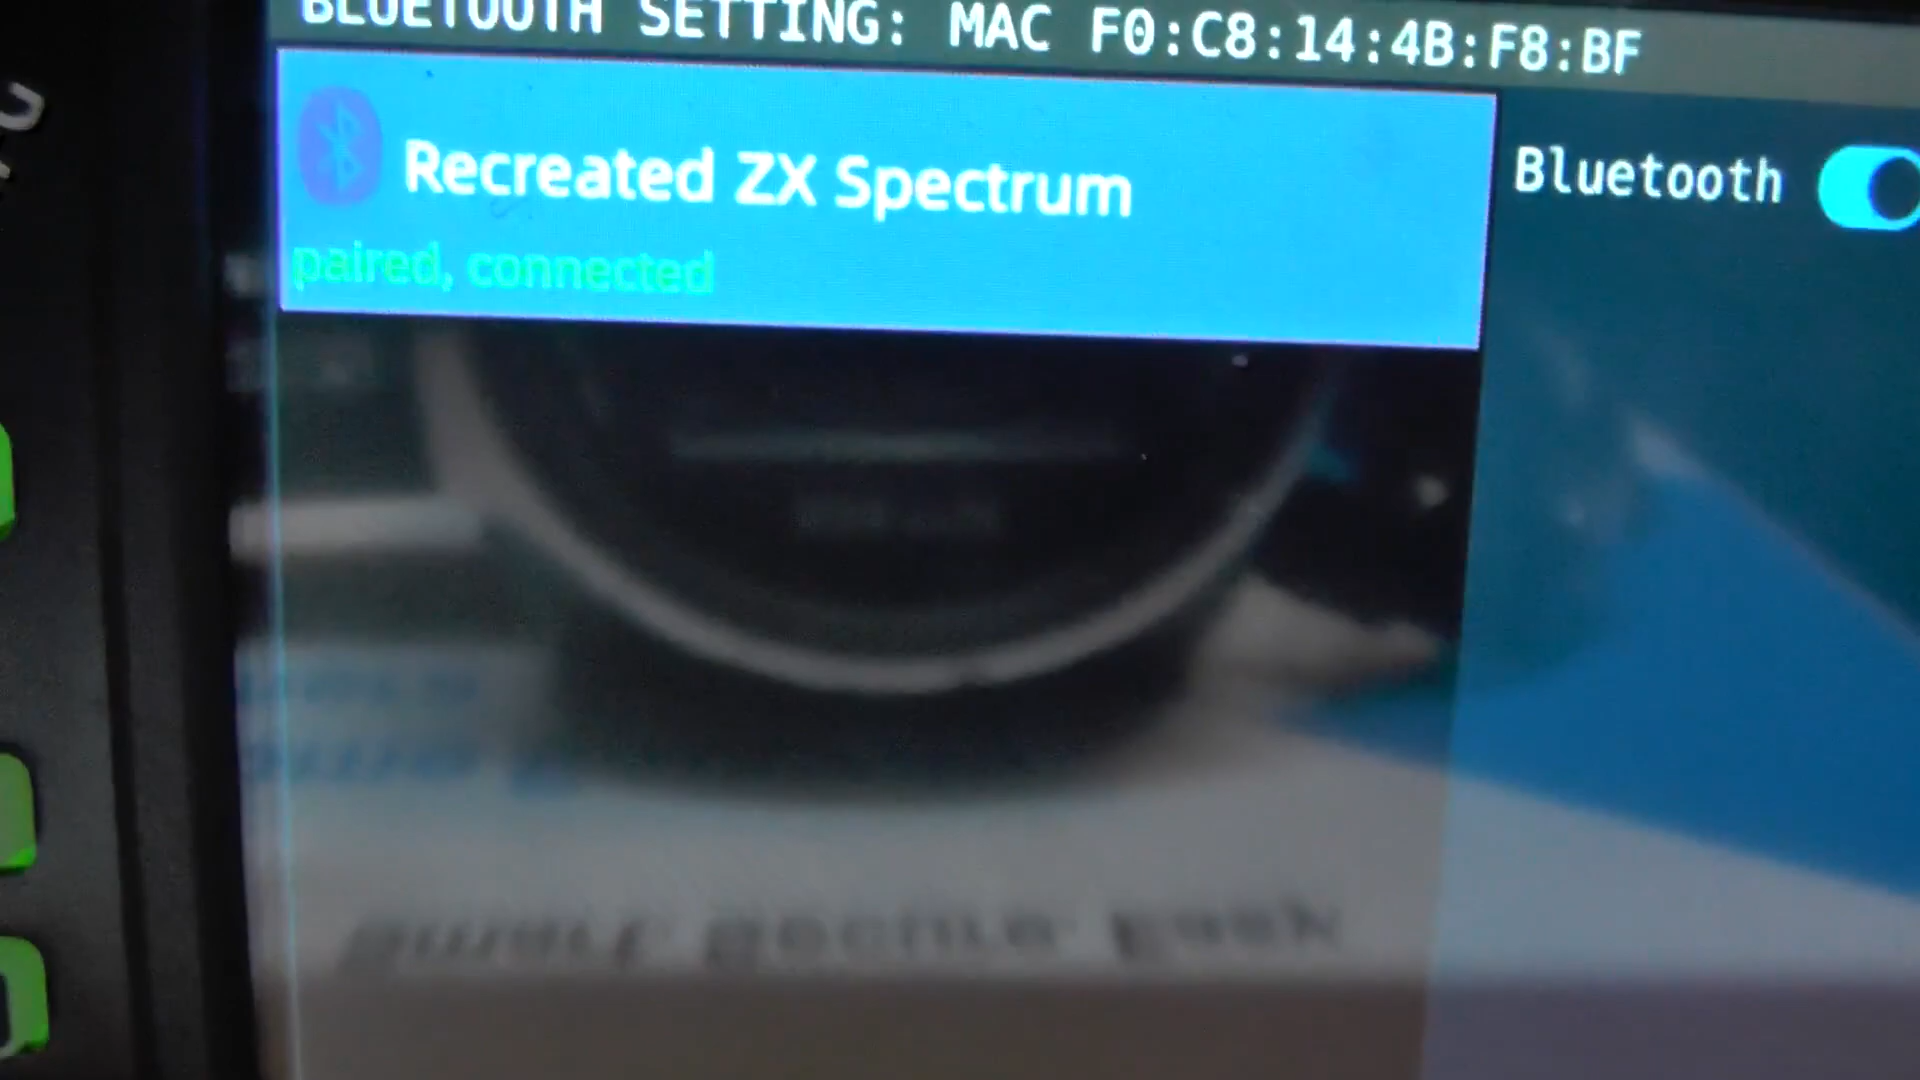 BLUETOOTH SETTING: MAC F0:C8:14:4B:F8:BF
Recreated ZX Spectrum
paired, connected
Bluetooth